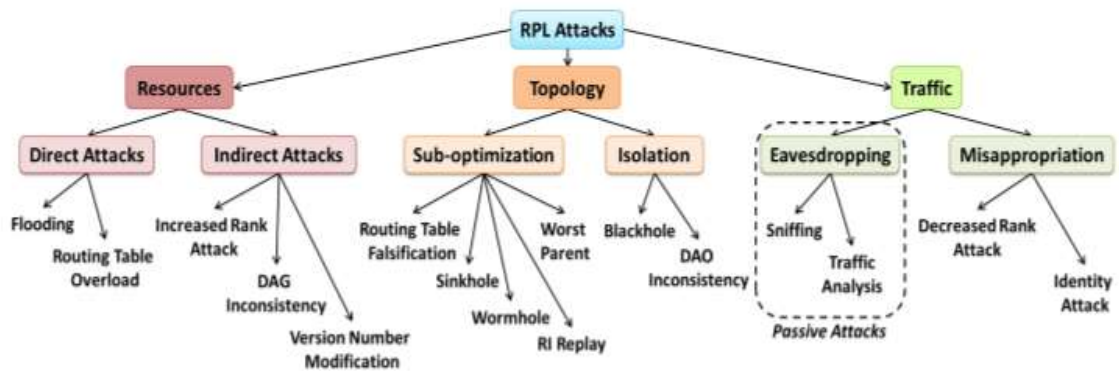 RPL Attacks
Resources
Topology
Traffic
Direct Attacks
Indirect Attacks
Sub-optimization
Isolation
Eavesdropping
Misappropriation
Flooding
Routing Table
Overload
Increased Rank
Attack
DAG
Inconsistency
Version Number
Modification
Routing Table
Falsification
Sinkhole
Wormhole
RI Replay
Worst
Parent
Blackhole
DAO
Inconsistency
Sniffing
Traffic
Analysis
Passive Attacks
Decreased Rank
Attack
Identity
Attack